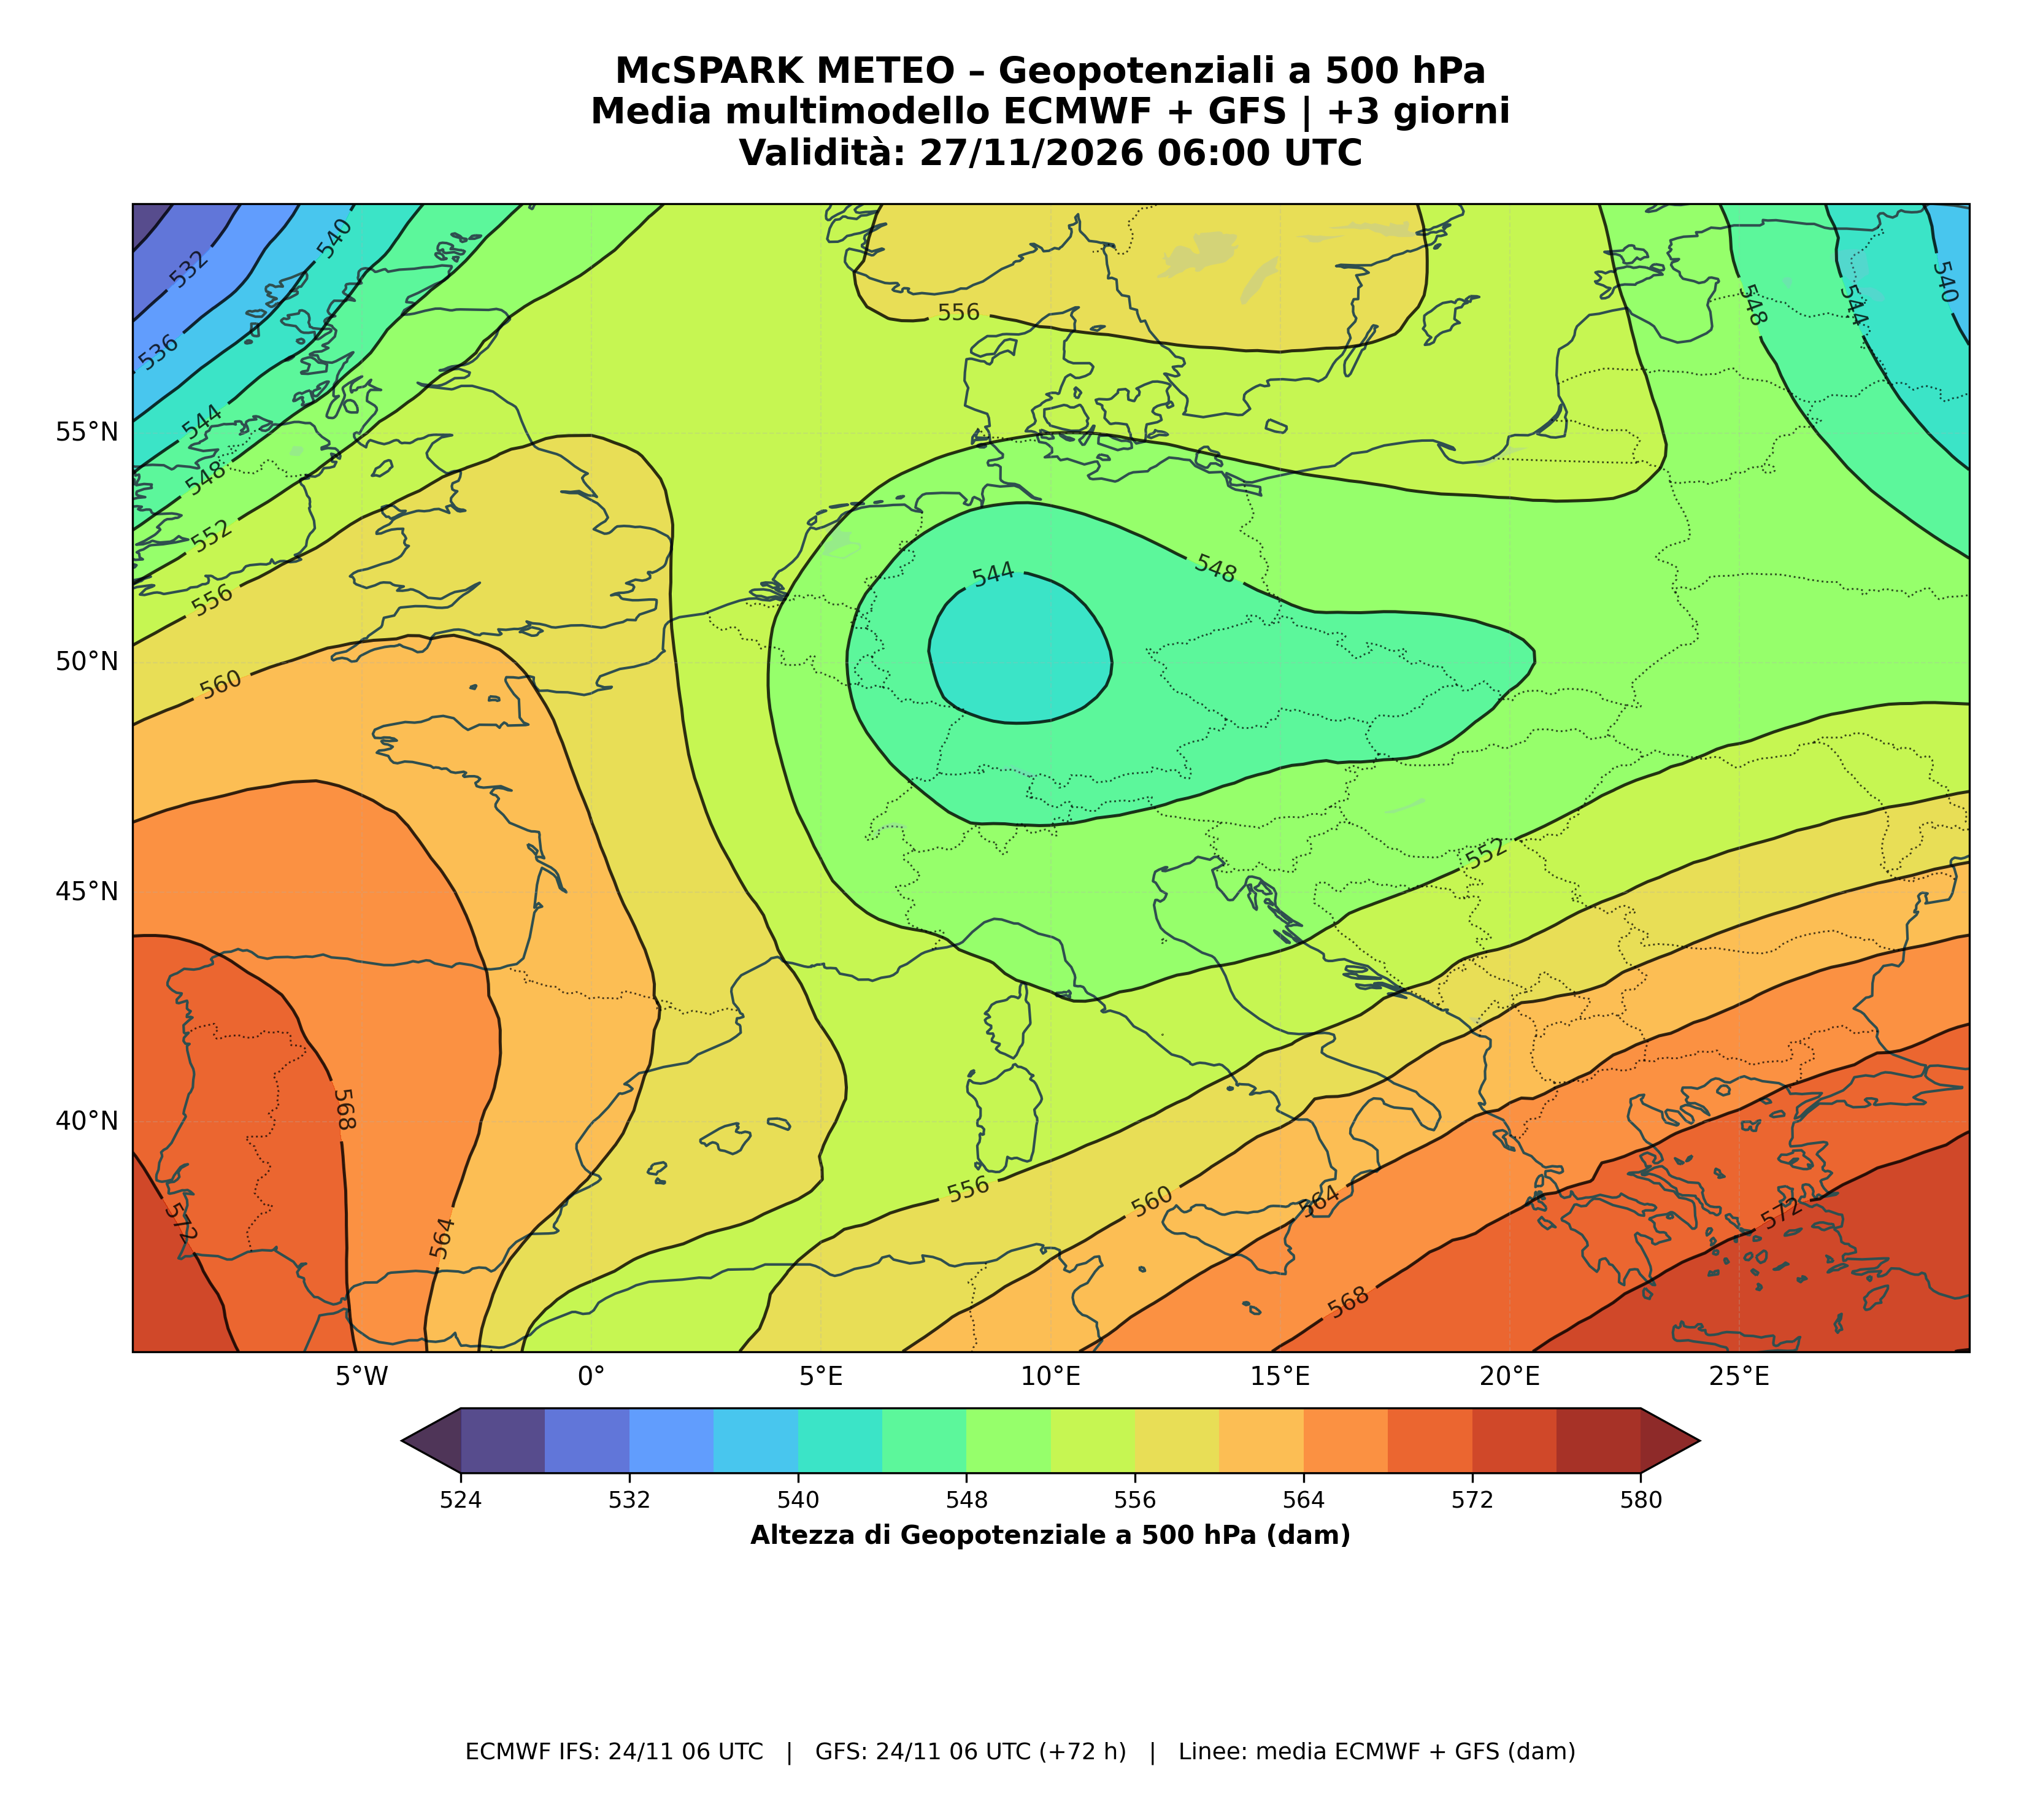 McSPARK METEO – Geopotenziali a 500 hPa
Media multimodello ECMWF + GFS | +3 giorni
Validità: 27/11/2026 06:00 UTC
532
540
536
544
548
552
556
560
556
548
544
540
544
548
552
568
572
564
556
560
564
568
572
55°N
50°N
45°N
40°N
5°W 0° 5°E 10°E 15°E 20°E 25°E
524 532 540 548 556 564 572 580
Altezza di Geopotenziale a 500 hPa (dam)
ECMWF IFS: 24/11 06 UTC | GFS: 24/11 06 UTC (+72 h) | Linee: media ECMWF + GFS (dam)